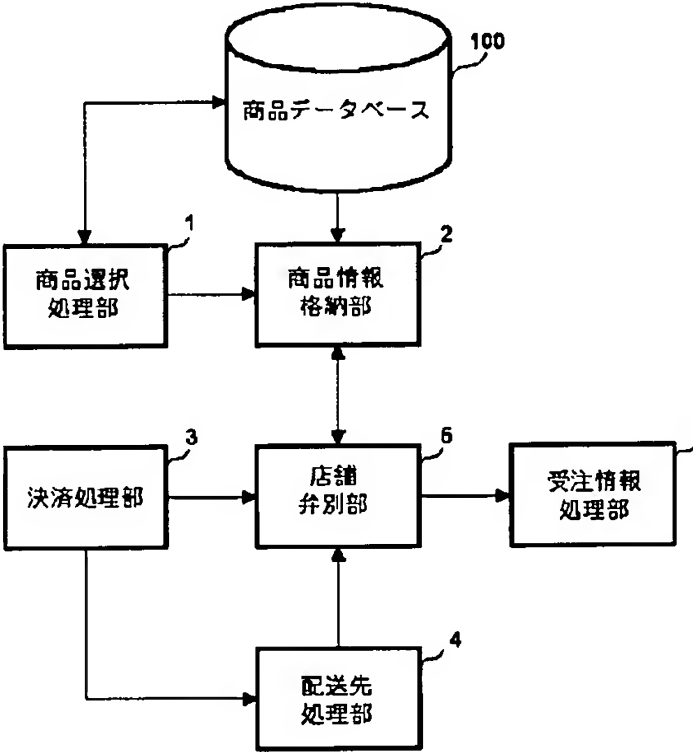 100
商品データベース
1
商品選択
処理部
2
商品情報
格納部
3
決済処理部
5
店舗
弁別部
受注情報
処理部
4
配送先
処理部